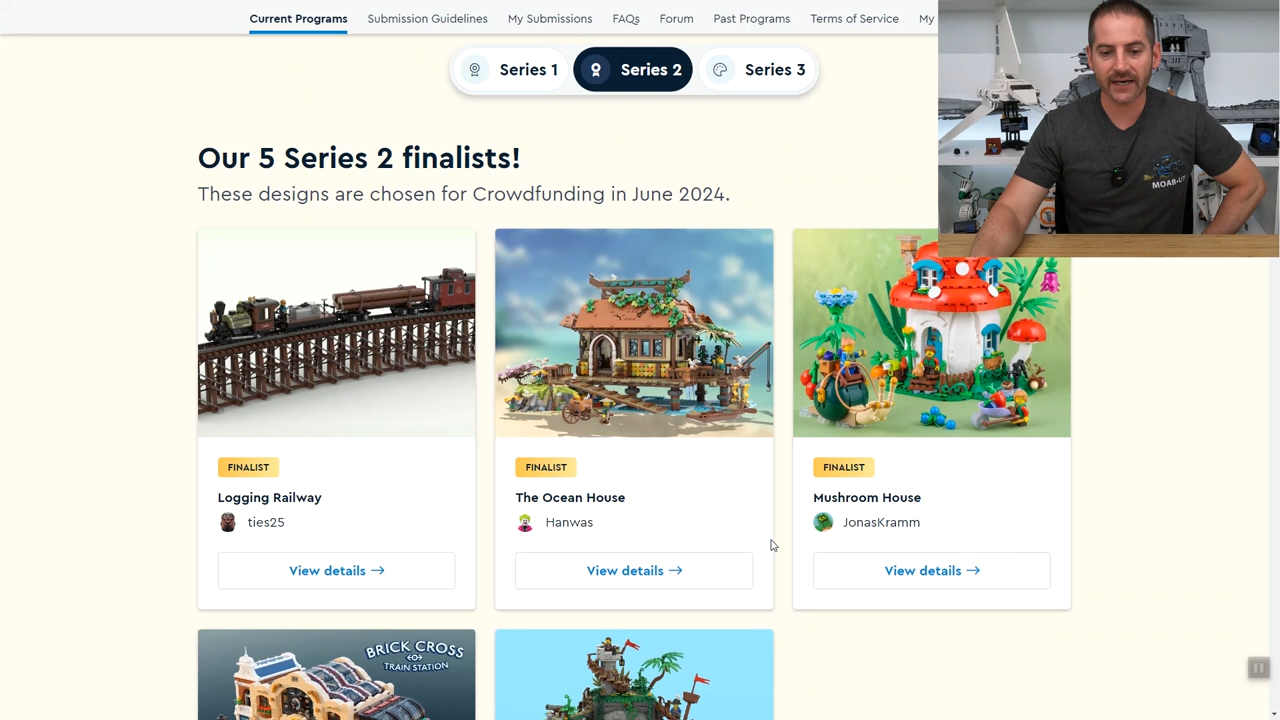 Current Programs
Submission Guidelines
My Submissions
FAQs
Forum
Past Programs
Terms of Service
My
Series 1
Series 2
Series 3
MOAB·UT
Our 5 Series 2 finalists!
These designs are chosen for Crowdfunding in June 2024.
FINALIST
Logging Railway
ties25
View details →
FINALIST
The Ocean House
Hanwas
View details →
FINALIST
Mushroom House
JonasKramm
View details →
BRICK CROSS
TRAIN STATION